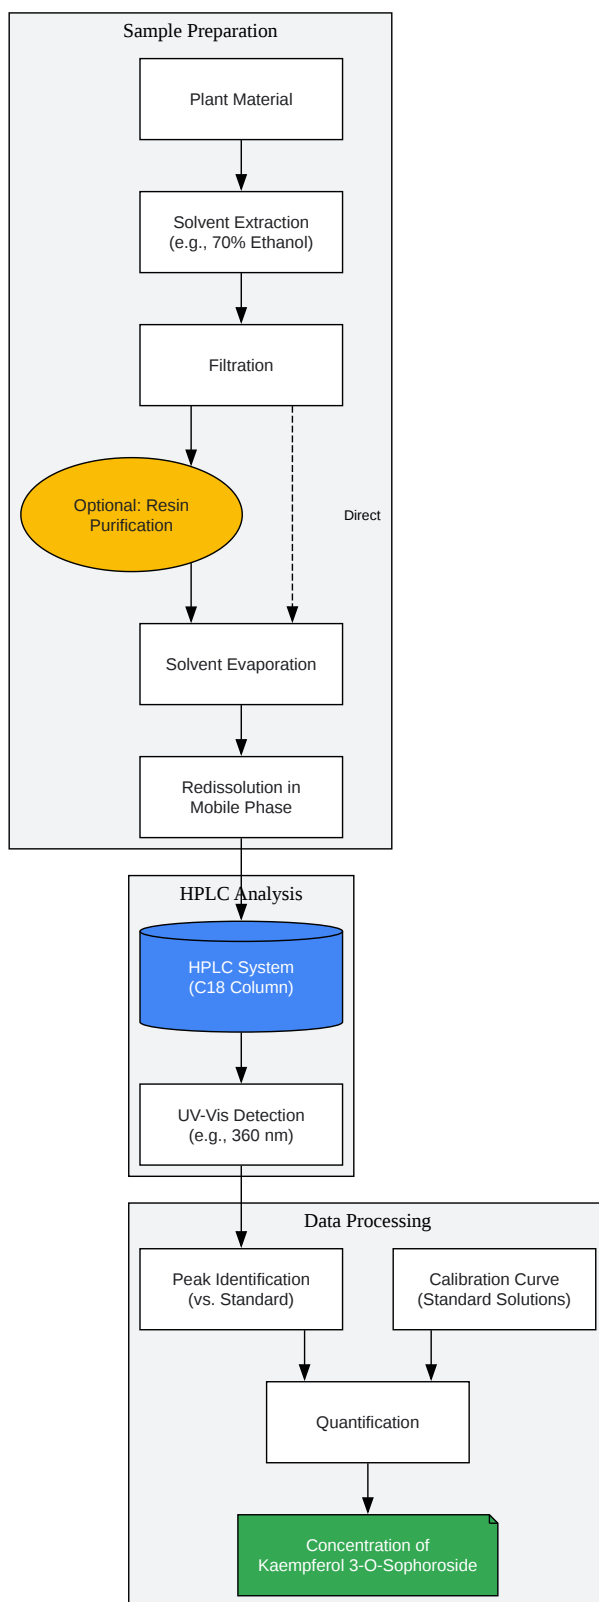 Sample Preparation
Plant Material
Solvent Extraction
(e.g., 70% Ethanol)
Filtration
Optional: Resin
Purification
Direct
Solvent Evaporation
Redissolution in
Mobile Phase
HPLC Analysis
HPLC System
(C18 Column)
UV-Vis Detection
(e.g., 360 nm)
Data Processing
Peak Identification
(vs. Standard)
Calibration Curve
(Standard Solutions)
Quantification
Concentration of
Kaempferol 3-O-Sophoroside